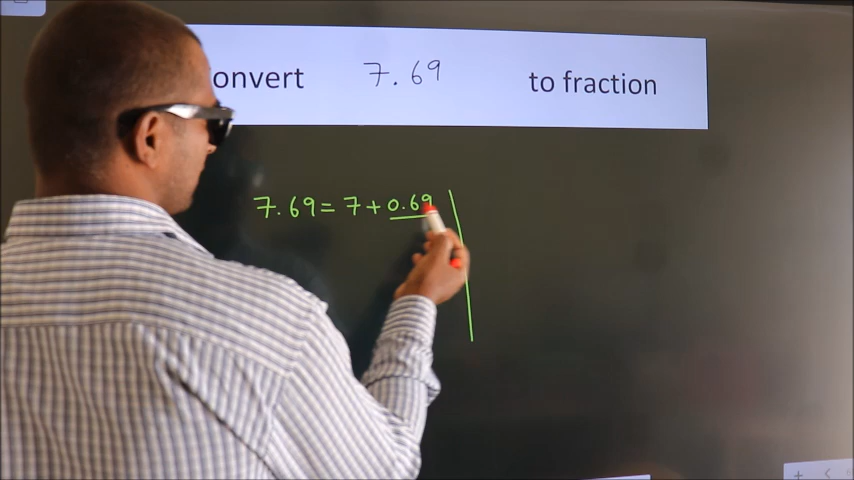 onvert 7.69 to fraction
7.69 = 7 + 0.69